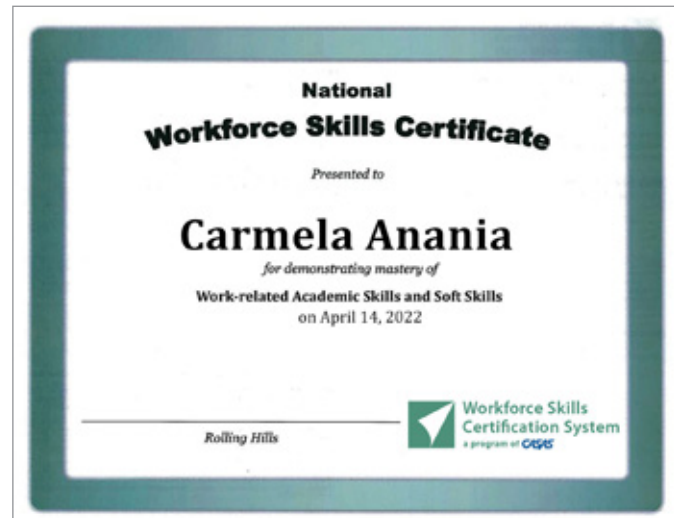 National
Workforce Skills Certificate
Presented to
Carmela Anania
for demonstrating mastery of
Work-related Academic Skills and Soft Skills
on April 14, 2022
Rolling Hills
Workforce Skills
Certification System
a program of CASAS